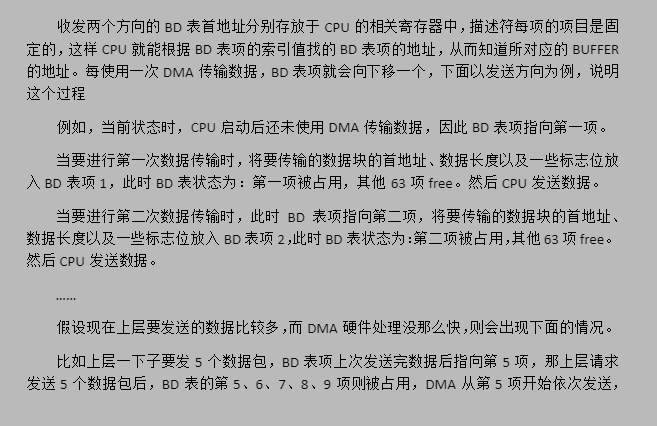 收发两个方向的 BD 表首地址分别存放于 CPU 的相关寄存器中，描述符每项的项目是固
定的，这样 CPU 就能根据 BD 表项的索引值找的 BD 表项的地址，从而知道所对应的 BUFFER
的地址。每使用一次 DMA 传输数据，BD 表项就会向下移一个，下面以发送方向为例，说明
这个过程
例如，当前状态时，CPU 启动后还未使用 DMA 传输数据，因此 BD 表项指向第一项。
当要进行第一次数据传输时，将要传输的数据块的首地址、数据长度以及一些标志位放
入 BD 表项 1，此时 BD 表状态为：第一项被占用，其他 63 项 free。然后 CPU 发送数据。
当要进行第二次数据传输时，此时 BD 表项指向第二项，将要传输的数据块的首地址、
数据长度以及一些标志位放入 BD 表项 2，此时 BD 表状态为：第二项被占用，其他 63 项 free。
然后 CPU 发送数据。
……
假设现在上层要发送的数据比较多，而 DMA 硬件处理没那么快，则会出现下面的情况。
比如上层一下子要发 5 个数据包，BD 表项上次发送完数据后指向第 5 项，那上层请求
发送 5 个数据包后，BD 表的第 5、6、7、8、9 项则被占用，DMA 从第 5 项开始依次发送，